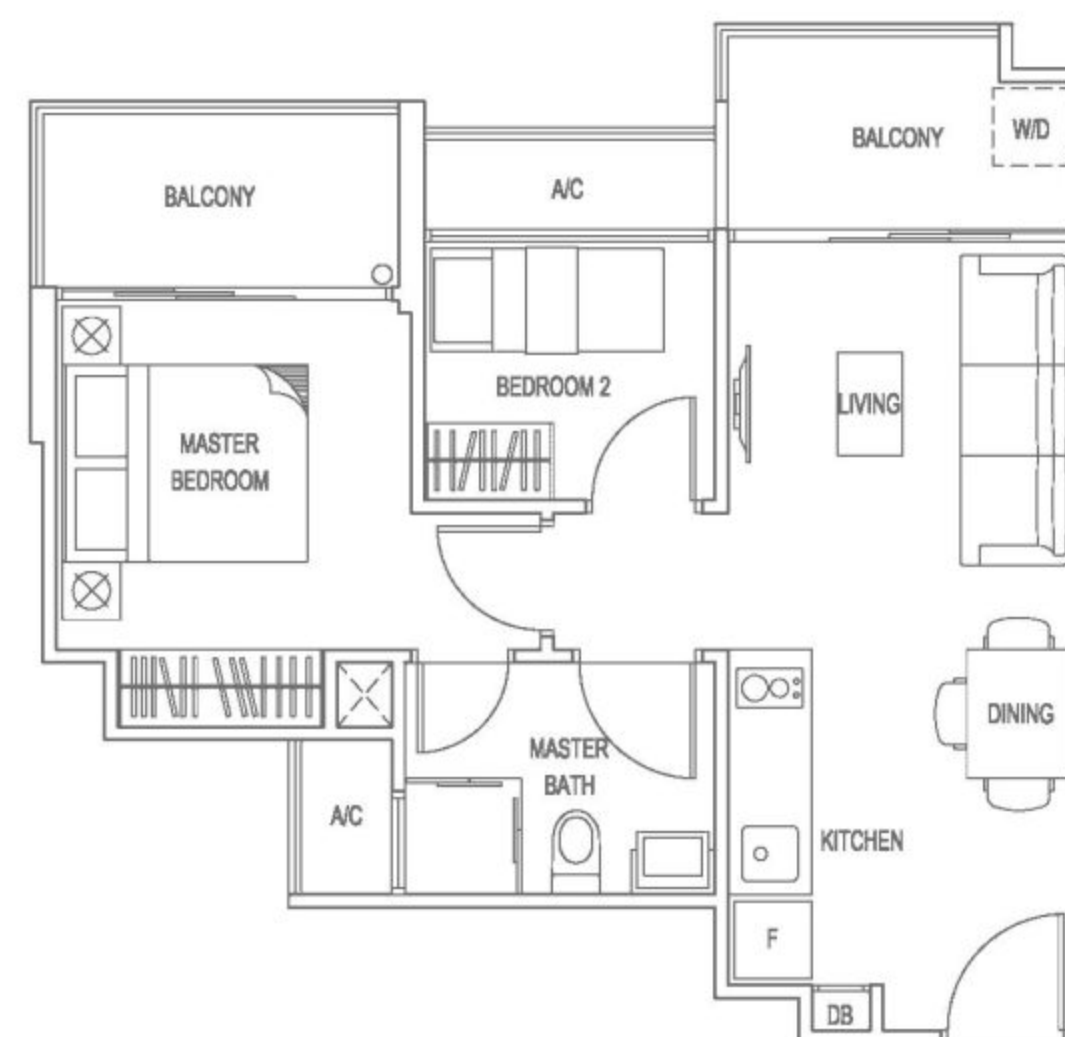 BALCONY
W/D
A/C
BALCONY
BEDROOM 2
LIVING
MASTER
BEDROOM
DINING
MASTER
BATH
A/C
KITCHEN
F
DB